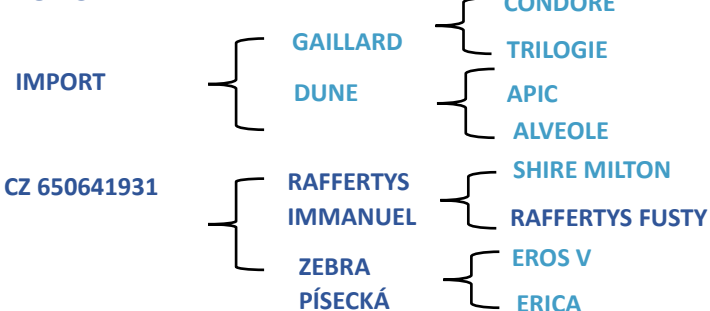 CONDORE
GAILLARD
TRILOGIE
IMPORT
DUNE
APIC
ALVEOLE
SHIRE MILTON
CZ 650641931
RAFFERTYS
IMMANUEL
RAFFERTYS FUSTY
EROS V
ZEBRA
PÍSECKÁ
ERICA